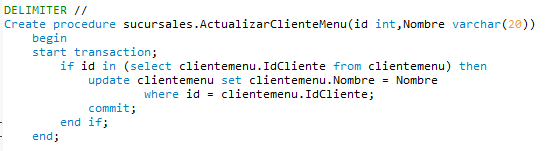 DELIMITER //
Create procedure sucursales.ActualizarClienteMenu(id int,Nombre varchar(20))
begin
start transaction;
if id in (select clientemenu.IdCliente from clientemenu) then
update clientemenu set clientemenu.Nombre = Nombre
where id = clientemenu.IdCliente;
commit;
end if;
end;